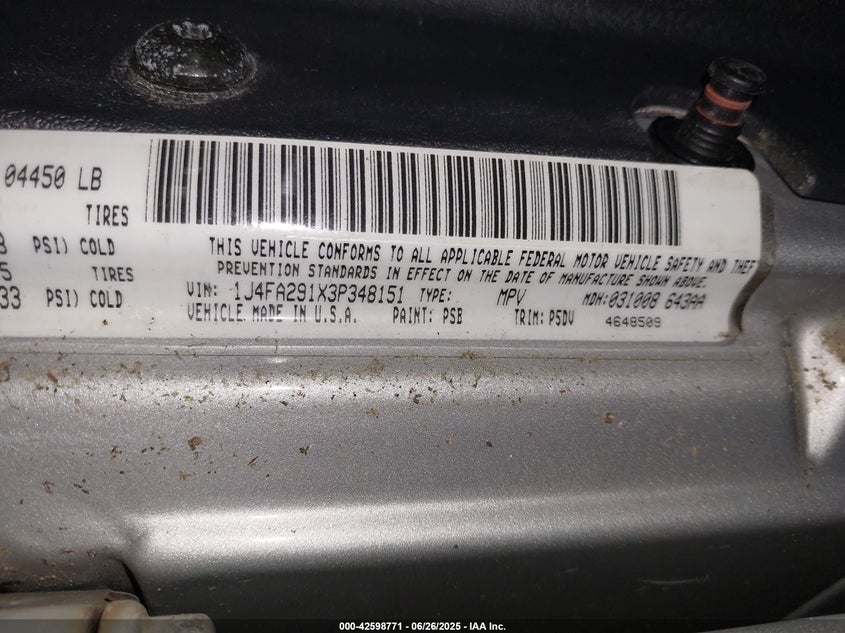 04450 LB
TIRES
PSI) COLD
5 TIRES
33 PSI) COLD
THIS VEHICLE CONFORMS TO ALL APPLICABLE FEDERAL MOTOR VEHICLE SAFETY AND THEF
PREVENTION STANDARDS IN EFFECT ON THE DATE OF MANUFACTURE SHOWN ABOVE.
VIN: 1J4FA291X3P348151 TYPE: MPV MDH:031008 643AA
VEHICLE MADE IN U.S.A. PAINT: PSB TRIM: P5DV 4648509
000-42598771 / 06/26/2025 - IAA Inc.